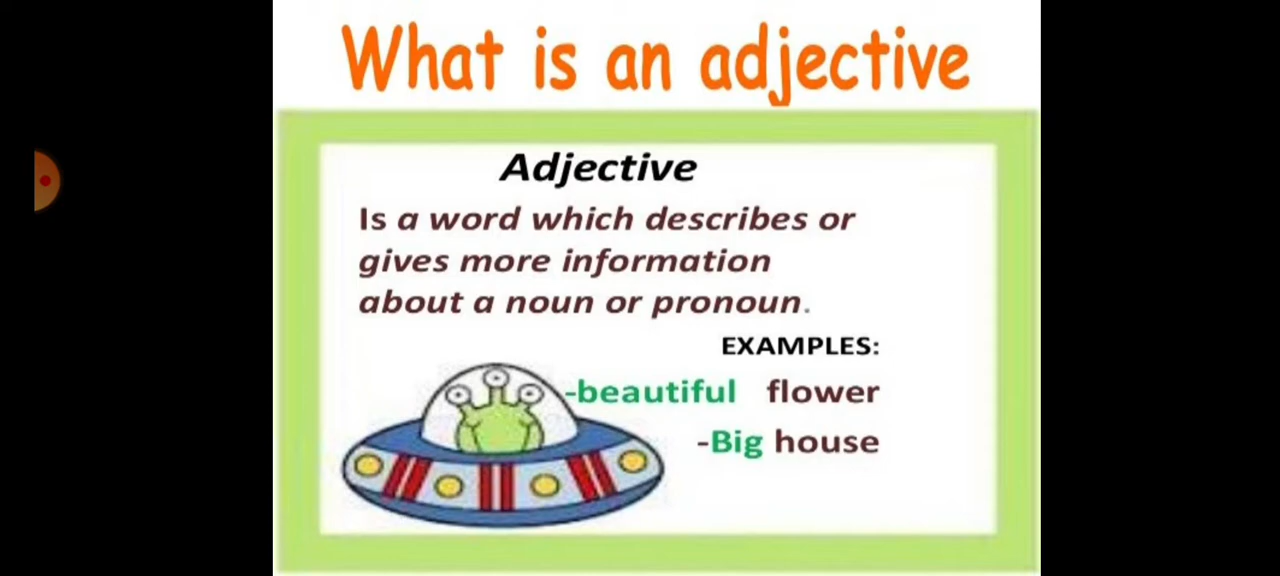 What is an adjective
Adjective
Is a word which describes or
gives more information
about a noun or pronoun.
EXAMPLES:
-beautiful flower
-Big house